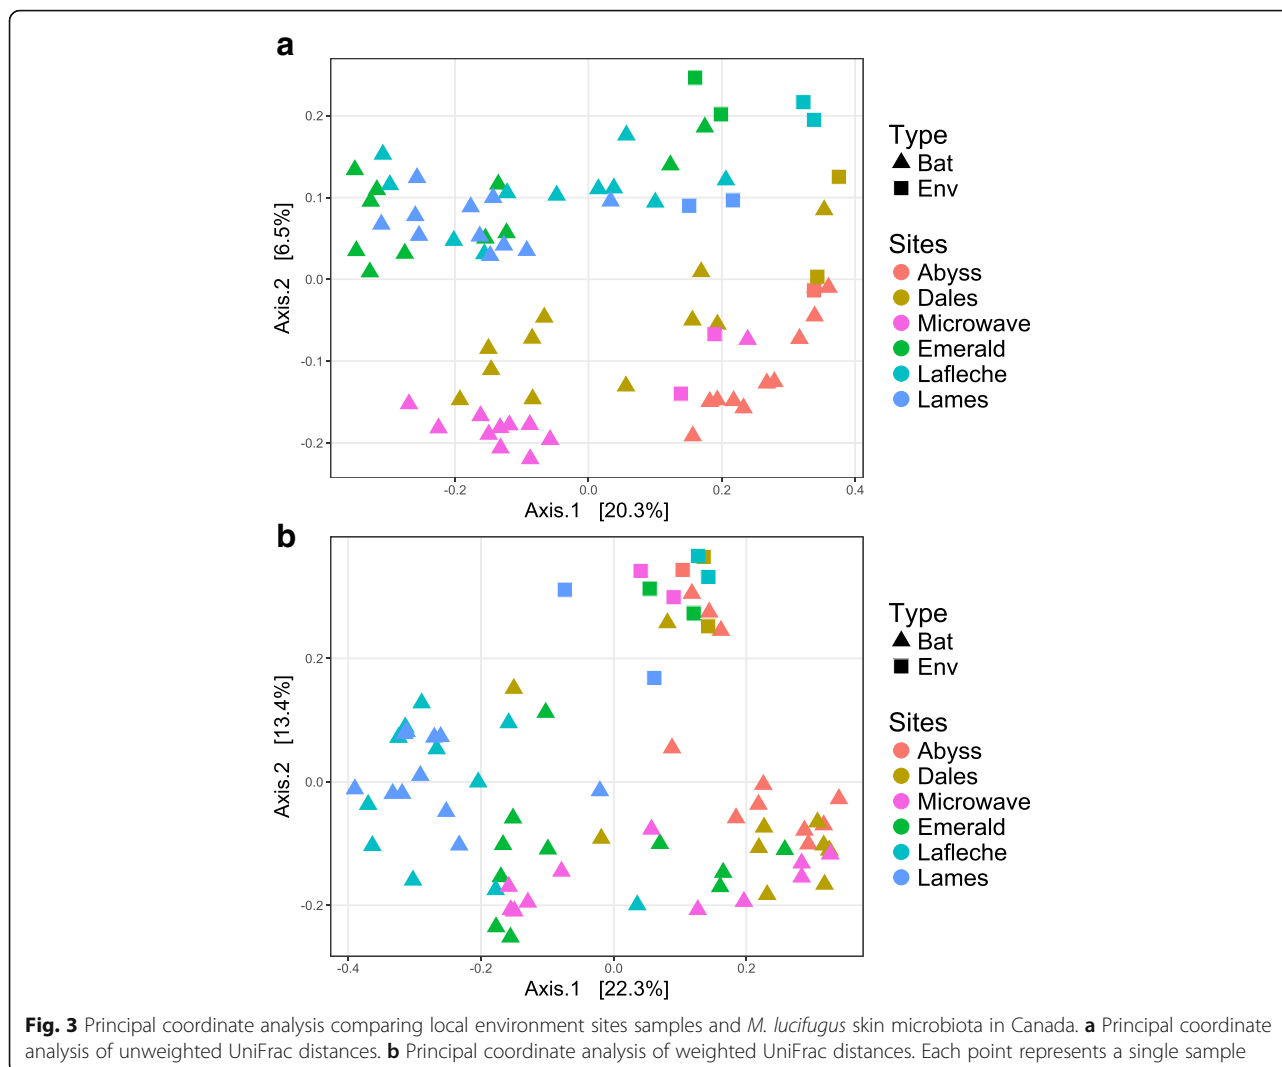 a
0.2
0.1
0.0
-0.1
-0.2
Axis.2 [6.5%]
-0.2 0.0 0.2 0.4
Axis.1 [20.3%]
Type
Bat
Env
Sites
Abyss
Dales
Microwave
Emerald
Lafleche
Lames
b
0.2
0.0
-0.2
Axis.2 [13.4%]
-0.4 -0.2 0.0 0.2
Axis.1 [22.3%]
Type
Bat
Env
Sites
Abyss
Dales
Microwave
Emerald
Lafleche
Lames
Fig. 3 Principal coordinate analysis comparing local environment sites samples and M. lucifugus skin microbiota in Canada. a Principal coordinate
analysis of unweighted UniFrac distances. b Principal coordinate analysis of weighted UniFrac distances. Each point represents a single sample